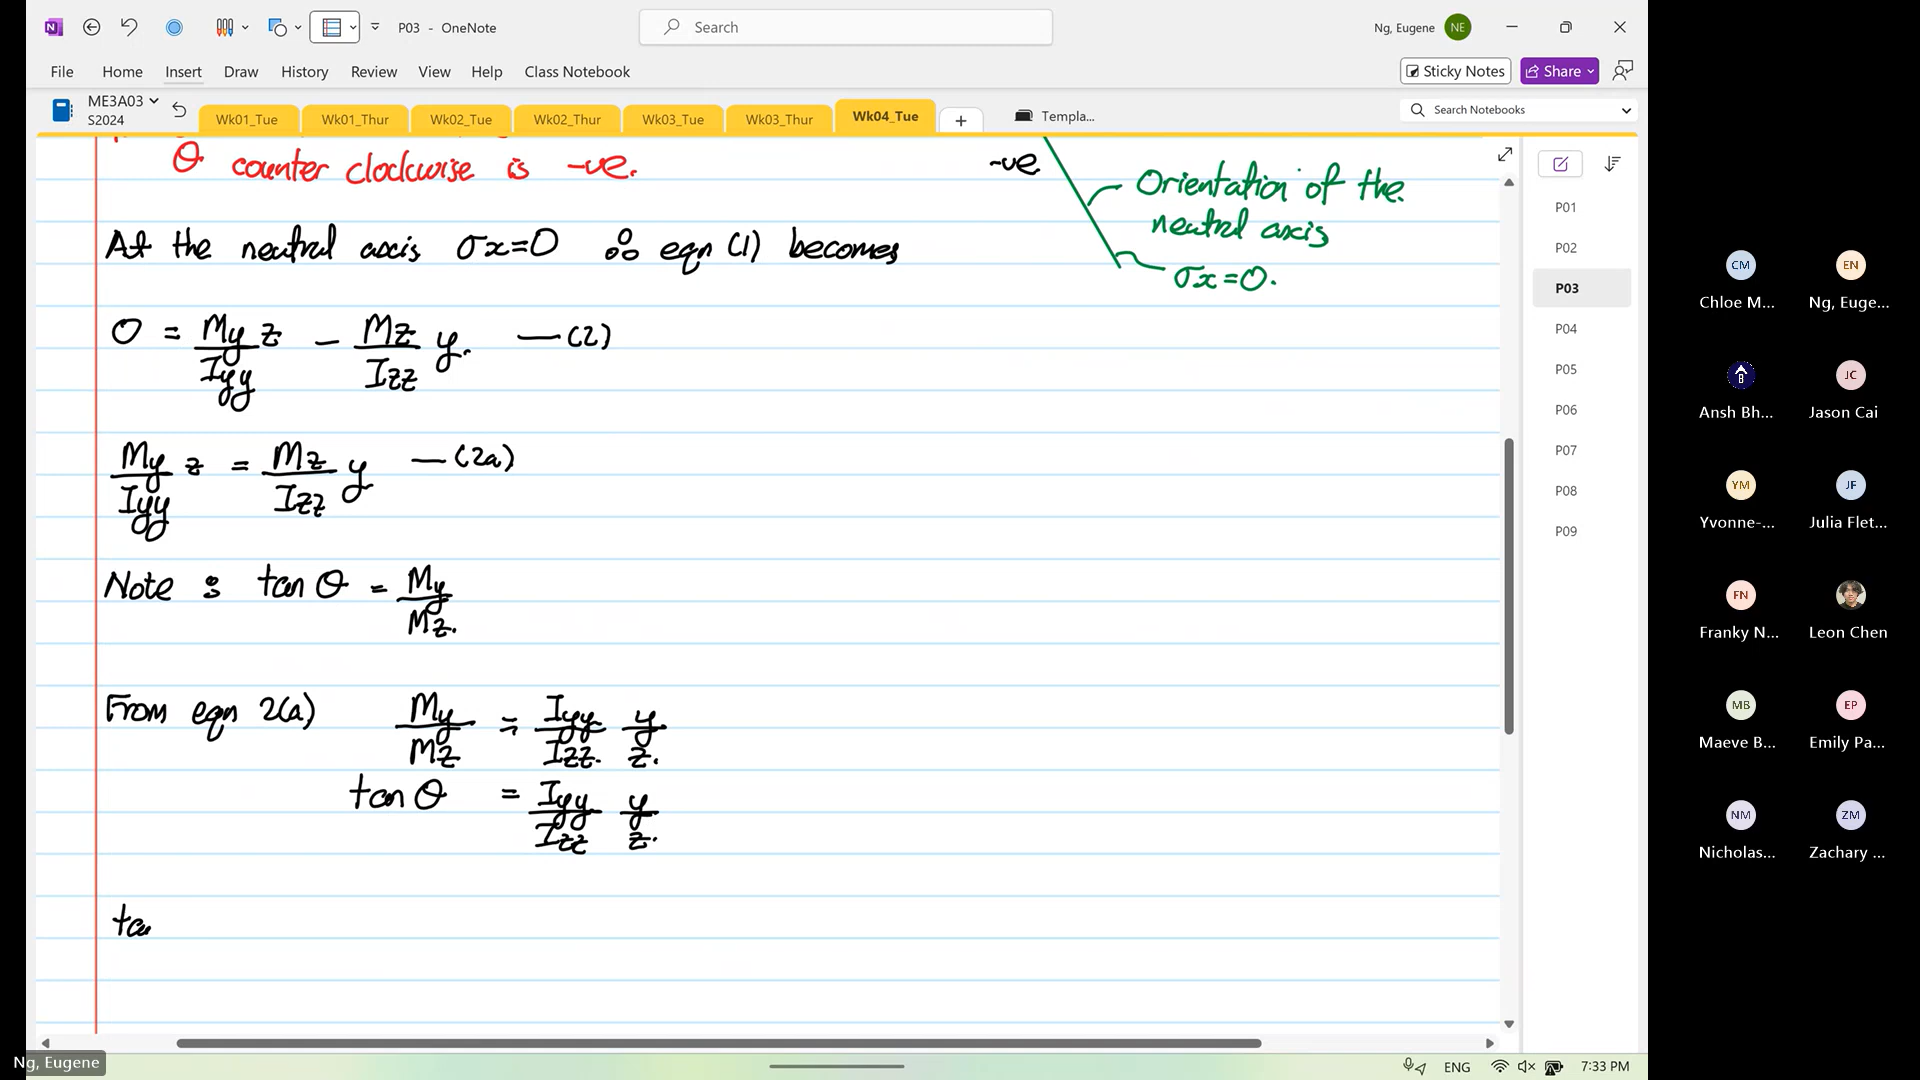 P03 - OneNote
Search
Ng, Eugene
NE
File Home Insert Draw History Review View Help Class Notebook
Sticky Notes
Share
ME3A03
S2024
Wk01_Tue
Wk01_Thur
Wk02_Tue
Wk02_Thur
Wk03_Tue
Wk03_Thur
Wk04_Tue
+
Templa...
Search Notebooks
θ counter clockwise is -ve.
-ve
Orientation of the
neutral axis
σx=0.
At the neutral axis σx=0 ∴ eqn (1) becomes
0 = My/Iyy z - Mz/Izz y. —(2)
My/Iyy z = Mz/Izz y —(2a)
Note : tan θ = My/Mz.
From eqn 2(a) My/Mz = Iyy/Izz. y/z.
tan θ = Iyy/Izz y/z.
P01
P02
P03
P04
P05
P06
P07
P08
P09
CM
Chloe M...
EN
Ng, Euge...
Ansh Bh...
JC
Jason Cai
YM
Yvonne-...
JF
Julia Flet...
FN
Franky N...
Leon Chen
MB
Maeve B...
EP
Emily Pa...
NM
Nicholas...
ZM
Zachary ...
Ng, Eugene
ENG
7:33 PM